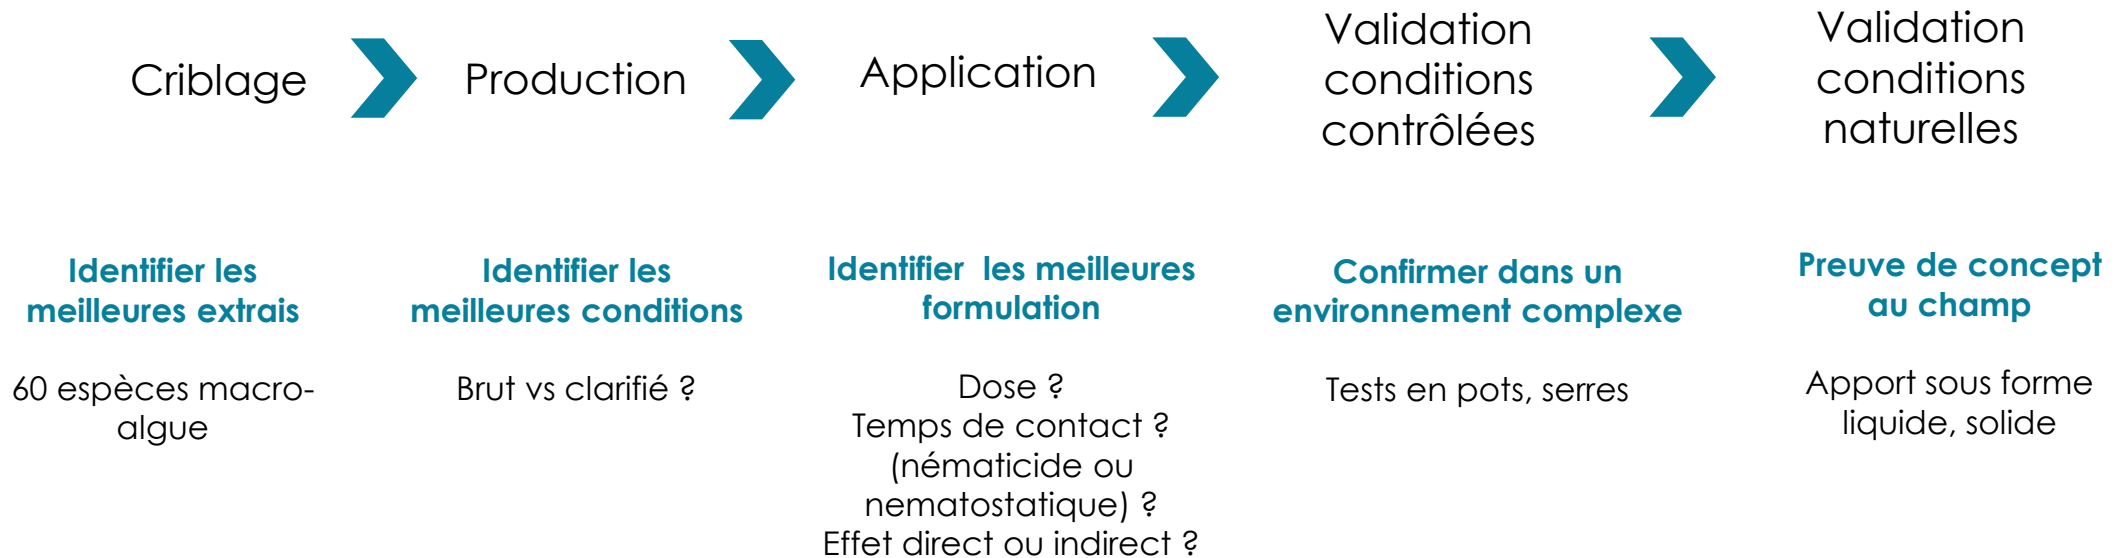 Criblage
Production
Application
Validation
conditions
contrôlées
Validation
conditions
naturelles
Identifier les
meilleures extrais
60 espèces macro-
algue
Identifier les
meilleures conditions
Brut vs clarifié ?
Identifier  les meilleures
formulation
Dose ?
Temps de contact ?
(nématicide ou
nematostatique) ?
Effet direct ou indirect ?
Confirmer dans un
environnement complexe
Tests en pots, serres
Preuve de concept
au champ
Apport sous forme
liquide, solide